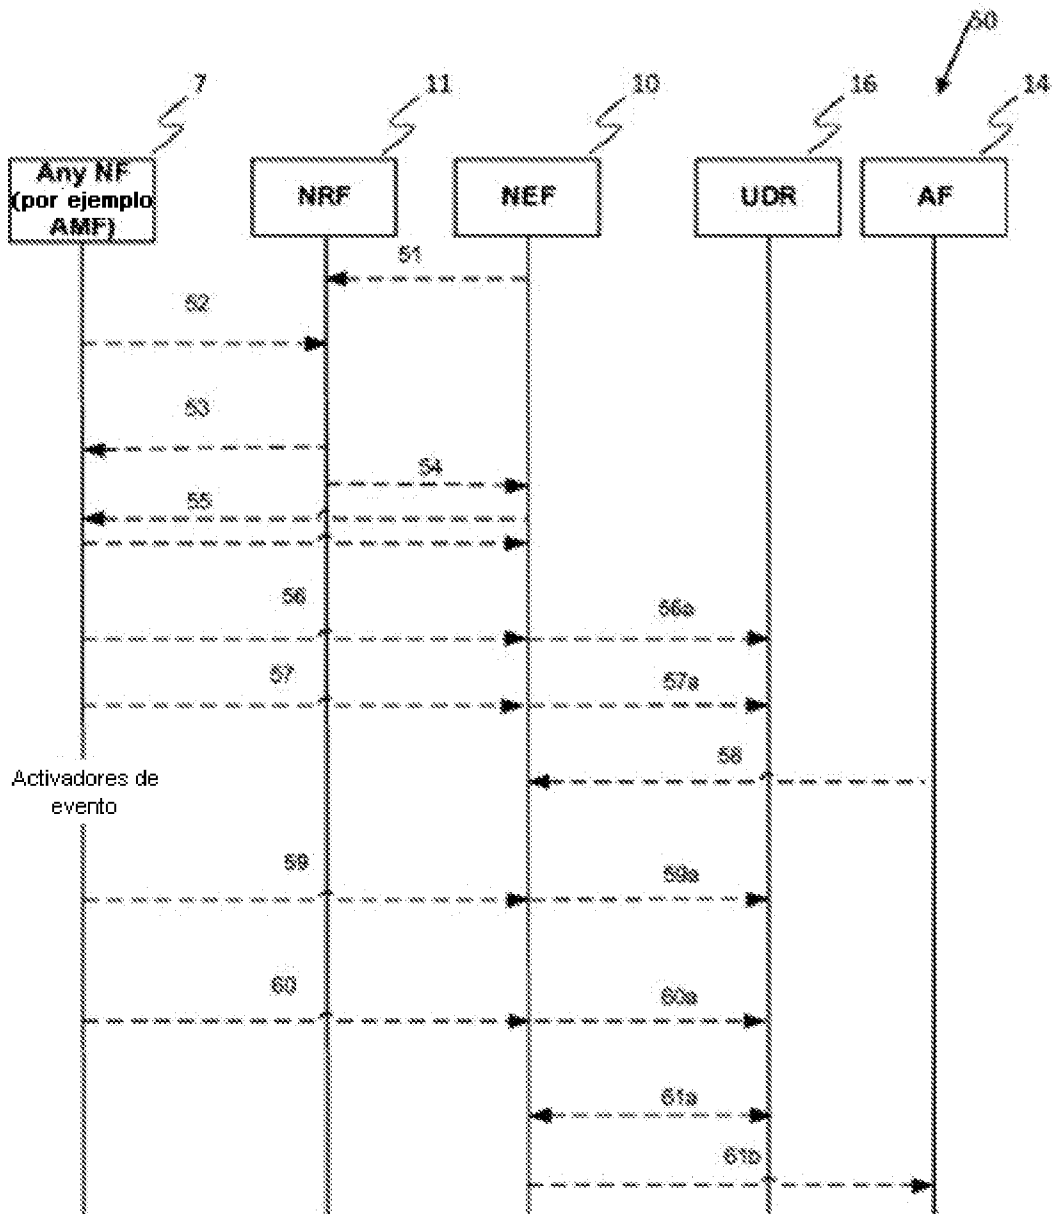 50
7
11
10
16
14
Any NF
(por ejemplo
AMF)
NRF
NEF
UDR
AF
51
52
53
54
55
56
56a
57
57a
58
Activadores de
evento
59
59a
60
60a
61a
61b